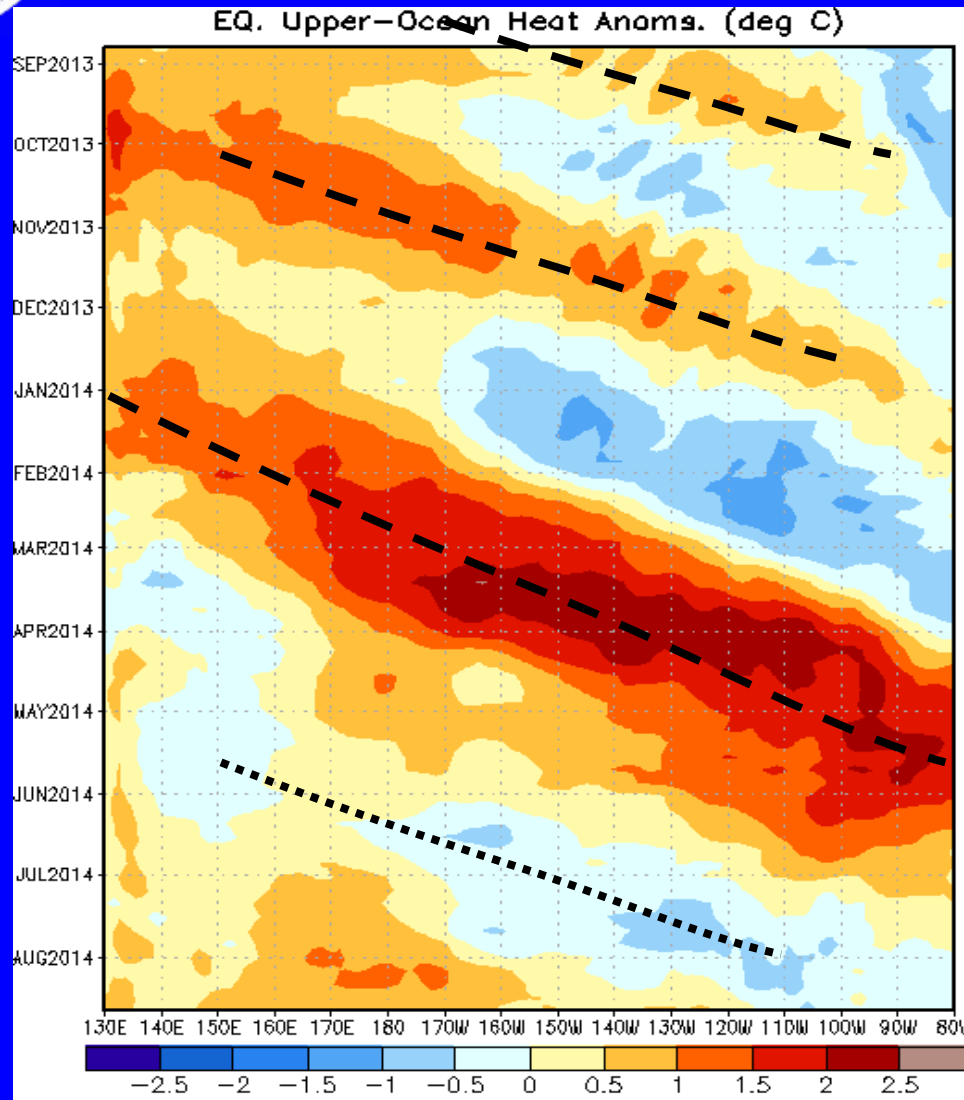 EQ. Upper-Ocean Heat Anoms. (deg C)
SEP2013
OCT2013
NOV2013
DEC2013
JAN2014
FEB2014
MAR2014
APR2014
MAY2014
JUN2014
JUL2014
AUG2014
130E 140E 150E 160E 170E 180 170W 160W 150W 140W 130W 120W 110W 100W 90W 80W
-2.5 -2 -1.5 -1 -0.5 0 0.5 1 1.5 2 2.5